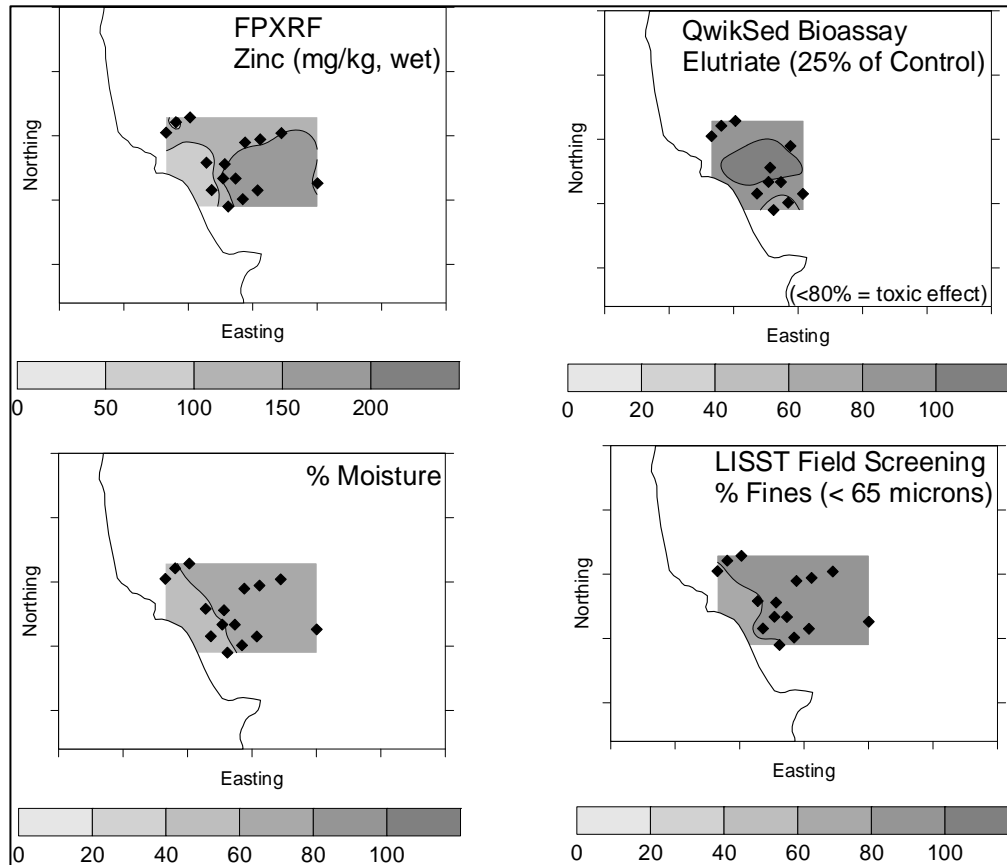 FPXRF
Zinc (mg/kg, wet)
Northing
Easting
0 50 100 150 200
QwikSed Bioassay
Elutriate (25% of Control)
Northing
(<80% = toxic effect)
Easting
0 20 40 60 80 100
% Moisture
Northing
Easting
0 20 40 60 80 100
LISST Field Screening
% Fines (< 65 microns)
Northing
Easting
0 20 40 60 80 100